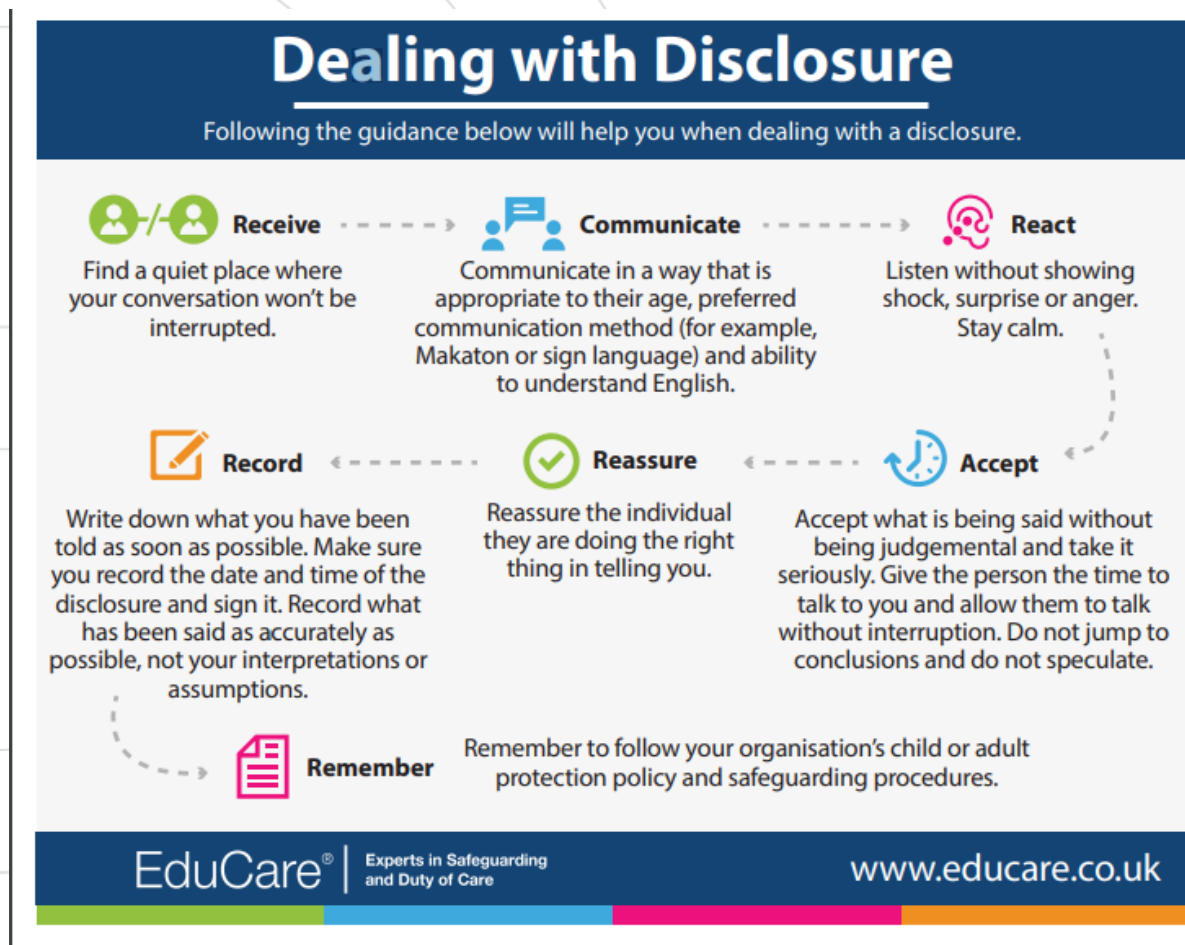 Dealing with Disclosure
Following the guidance below will help you when dealing with a disclosure.
Receive
Find a quiet place where
your conversation won't be
interrupted.
Communicate
Communicate in a way that is
appropriate to their age, preferred
communication method (for example,
Makaton or sign language) and ability
to understand English.
React
Listen without showing
shock, surprise or anger.
Stay calm.
Accept
Accept what is being said without
being judgemental and take it
seriously. Give the person the time to
talk to you and allow them to talk
without interruption. Do not jump to
conclusions and do not speculate.
Reassure
Reassure the individual
they are doing the right
thing in telling you.
Record
Write down what you have been
told as soon as possible. Make sure
you record the date and time of the
disclosure and sign it. Record what
has been said as accurately as
possible, not your interpretations or
assumptions.
Remember
Remember to follow your organisation's child or adult
protection policy and safeguarding procedures.
EduCare®
Experts in Safeguarding
and Duty of Care
www.educare.co.uk